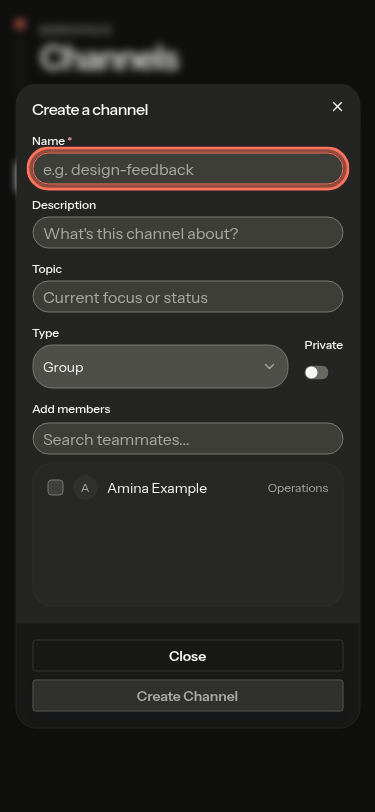 Channels
Create a channel
Name *
e.g. design-feedback
Description
What's this channel about?
Topic
Current focus or status
Type
Private
Group
Add members
Search teammates...
A Amina Example Operations
Close
Create Channel